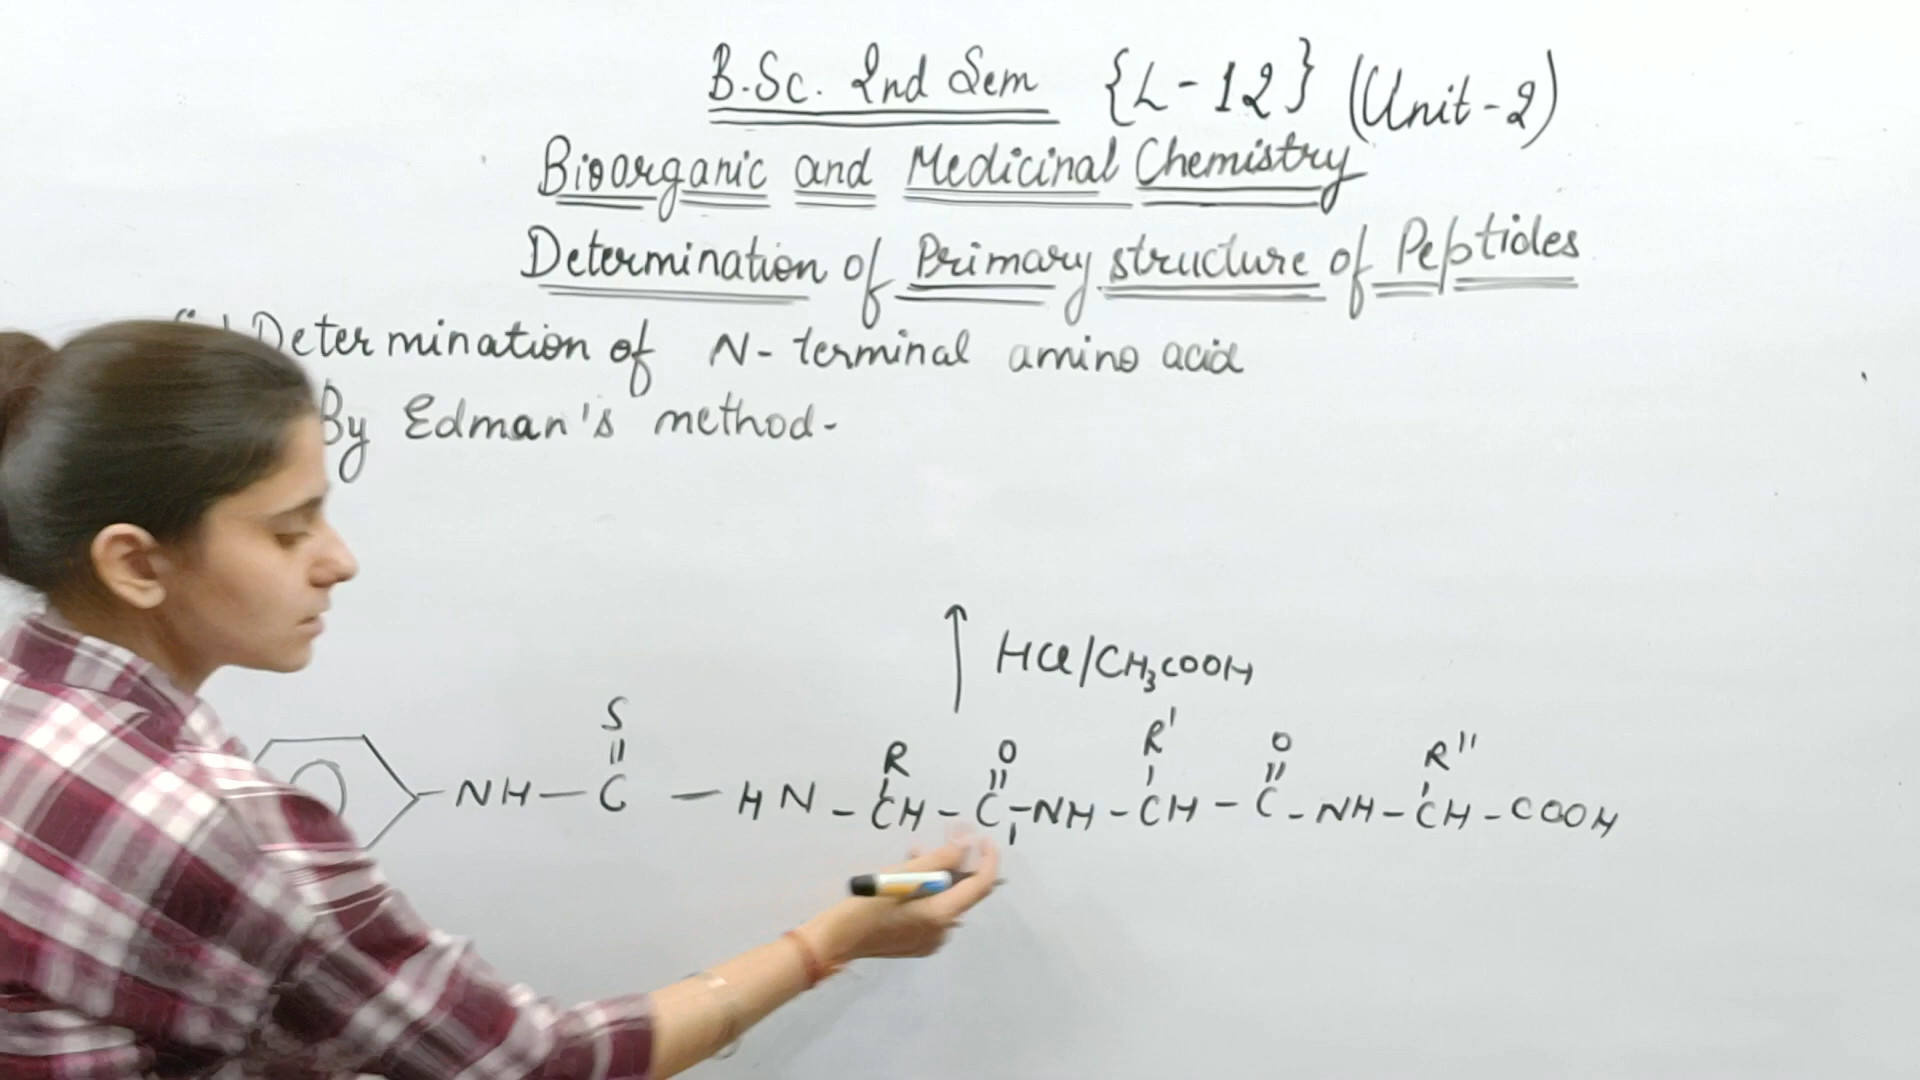 B.Sc. 2nd Sem {L-12} (Unit-2)
Bioorganic and Medicinal Chemistry
Determination of Primary structure of Peptides
Determination of N-terminal amino acid
By Edman's method-
HCl/CH₃COOH
S R O R' O R''
NH-C-HN-CH-C-NH-CH-C-NH-CH-COOH